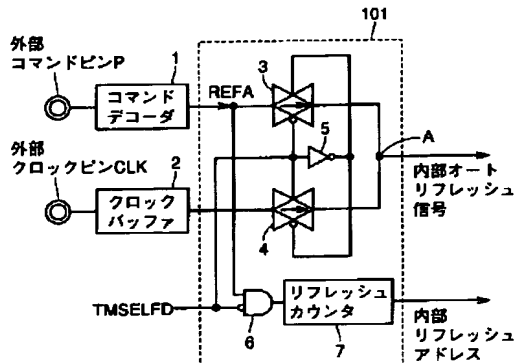 101
外部
コマンドピンP
1
コマンド
デコーダ
REFA
3
5
A
外部
クロックピンCLK
2
クロック
バッファ
4
内部オート
リフレッシュ
信号
TMSELFD
6
リフレッシュ
カウンタ
7
内部
リフレッシュ
アドレス